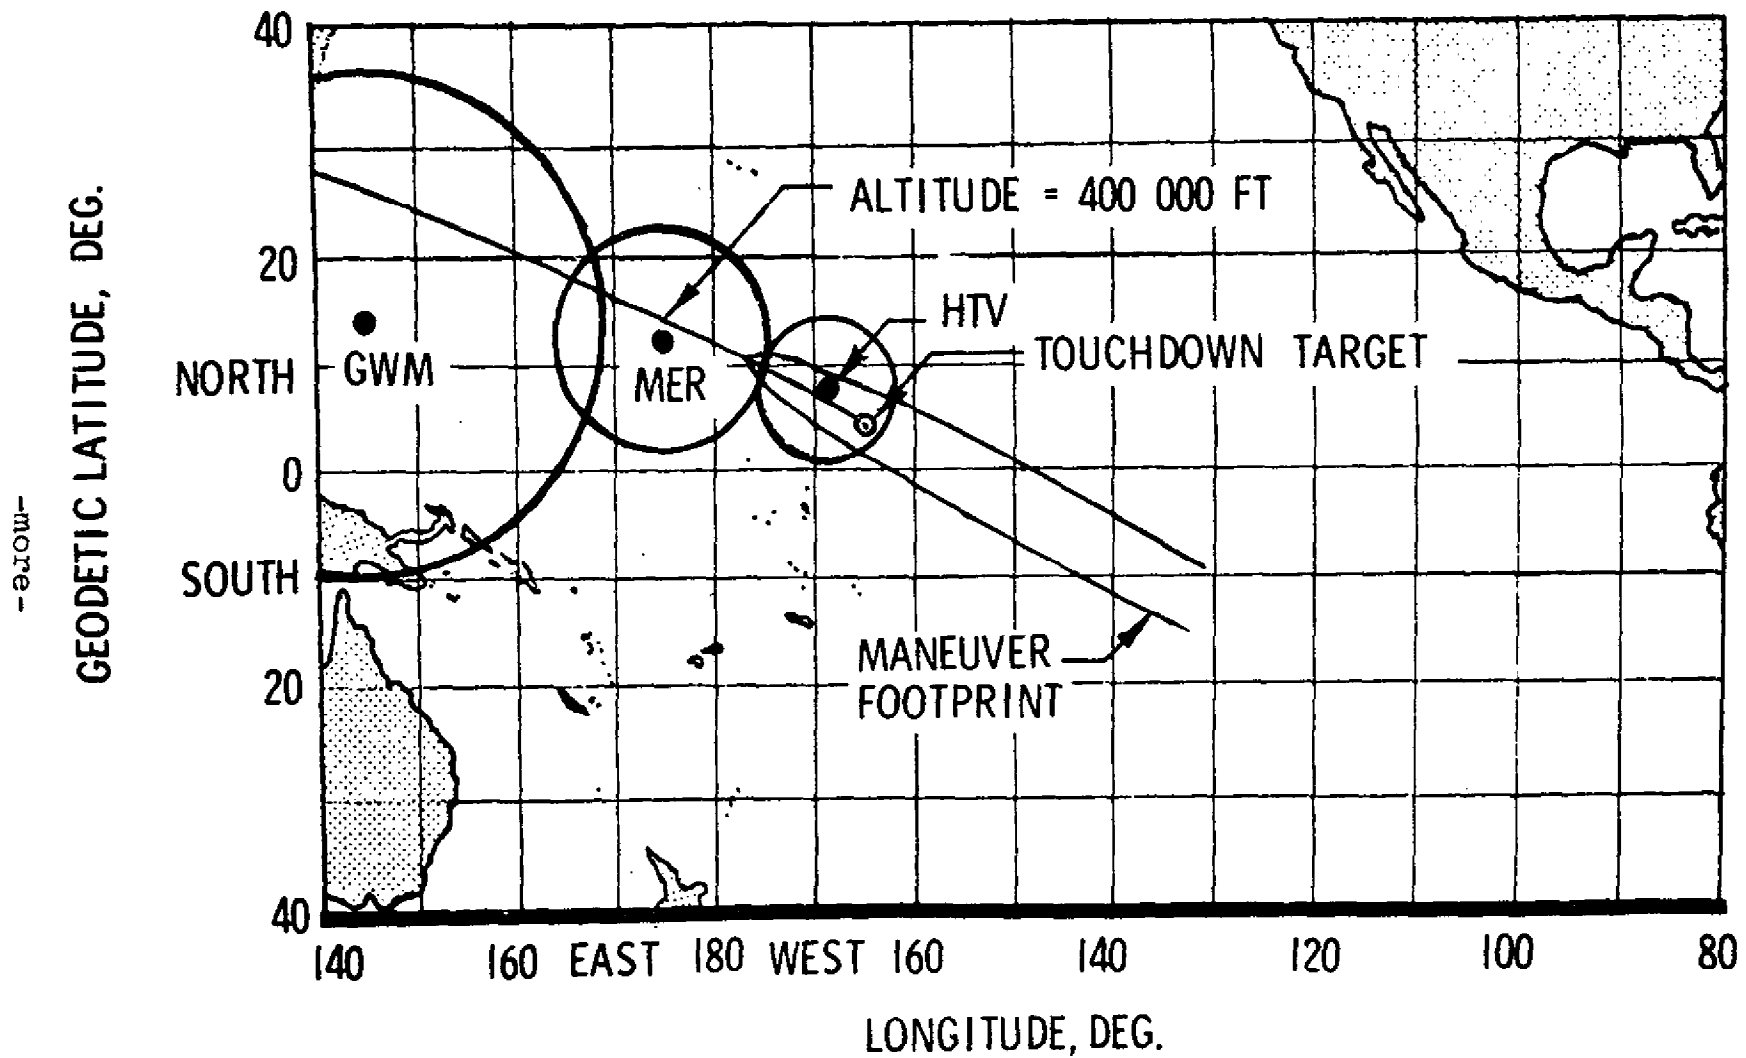 40
ALTITUDE = 400 000 FT
20
HTV
GWM
MER
TOUCHDOWN TARGET
NORTH
0
SOUTH
MANEUVER
FOOTPRINT
20
40
140 160 EAST 180 WEST 160 140 120 100 80
LONGITUDE, DEG.
GEODETIC LATITUDE, DEG.
-more-